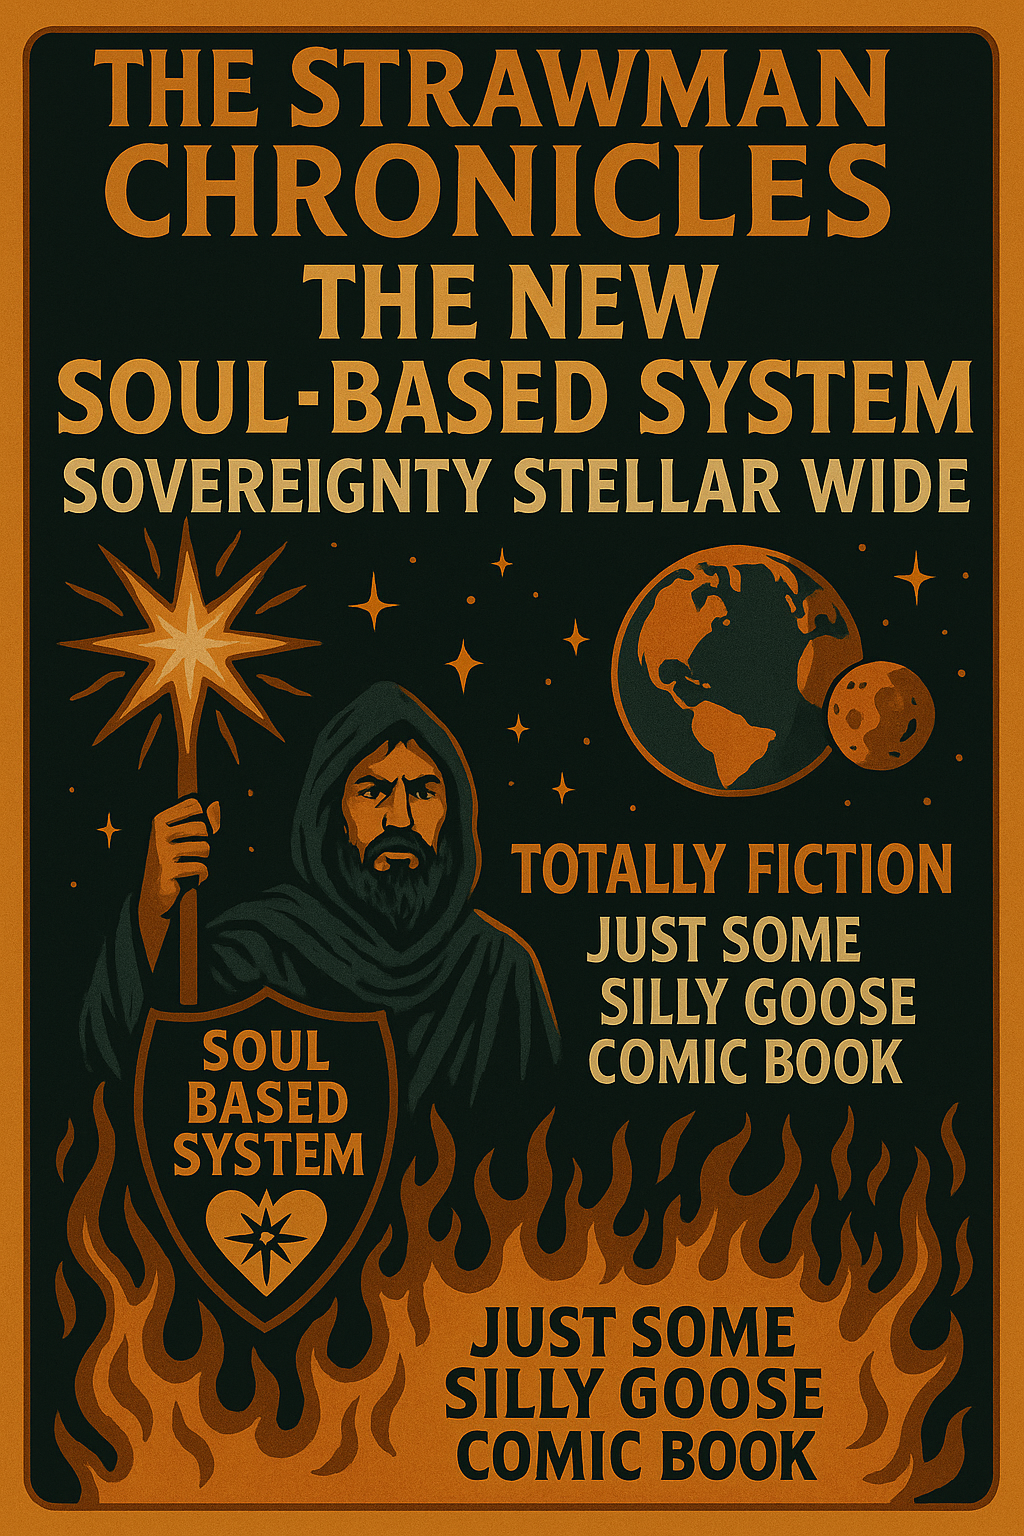 THE STRAWMAN
CHRONICLES
THE NEW
SOUL-BASED SYSTEM
SOVEREIGNTY STELLAR WIDE
TOTALLY FICTION
JUST SOME
SILLY GOOSE
COMIC BOOK
SOUL
BASED
SYSTEM
JUST SOME
SILLY GOOSE
COMIC BOOK